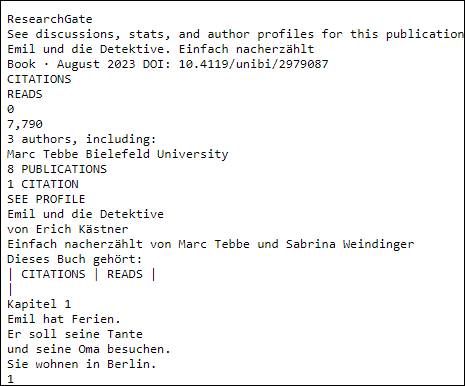 ResearchGate
See discussions, stats, and author profiles for this publication
Emil und die Detektive. Einfach nacherzählt
Book · August 2023 DOI: 10.4119/unibi/2979087
CITATIONS
READS
0
7,790
3 authors, including:
Marc Tebbe Bielefeld University
8 PUBLICATIONS
1 CITATION
SEE PROFILE
Emil und die Detektive
von Erich Kästner
Einfach nacherzählt von Marc Tebbe und Sabrina Weindinger
Dieses Buch gehört:
| CITATIONS | READS |
|
Kapitel 1
Emil hat Ferien.
Er soll seine Tante
und seine Oma besuchen.
Sie wohnen in Berlin.
1